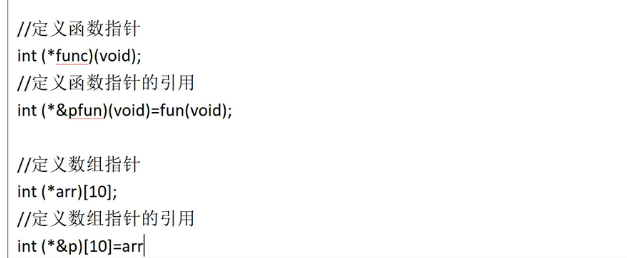 //定义函数指针
int (*func)(void);
//定义函数指针的引用
int (*&pfun)(void)=fun(void);
//定义数组指针
int (*arr)[10];
//定义数组指针的引用
int (*&p)[10]=arr